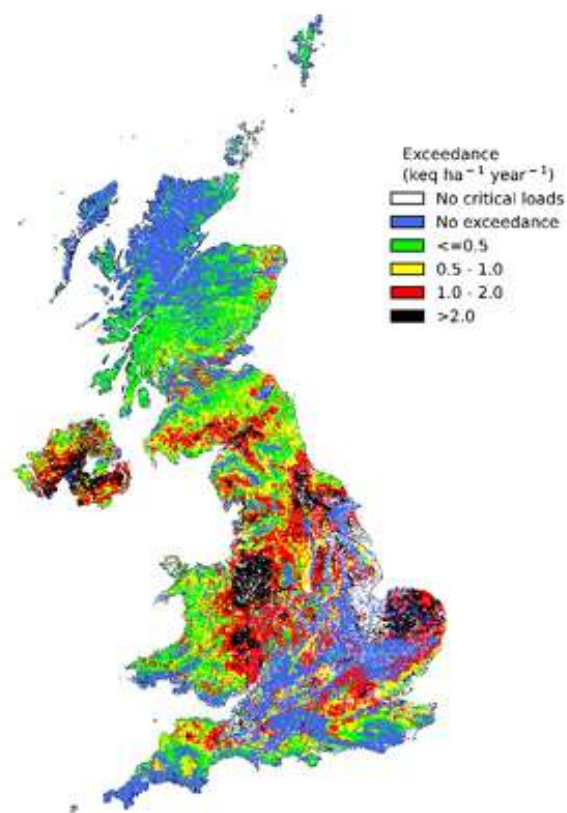 Exceedance
(keq ha⁻¹ year⁻¹)
No critical loads
No exceedance
<=0.5
0.5 - 1.0
1.0 - 2.0
>2.0